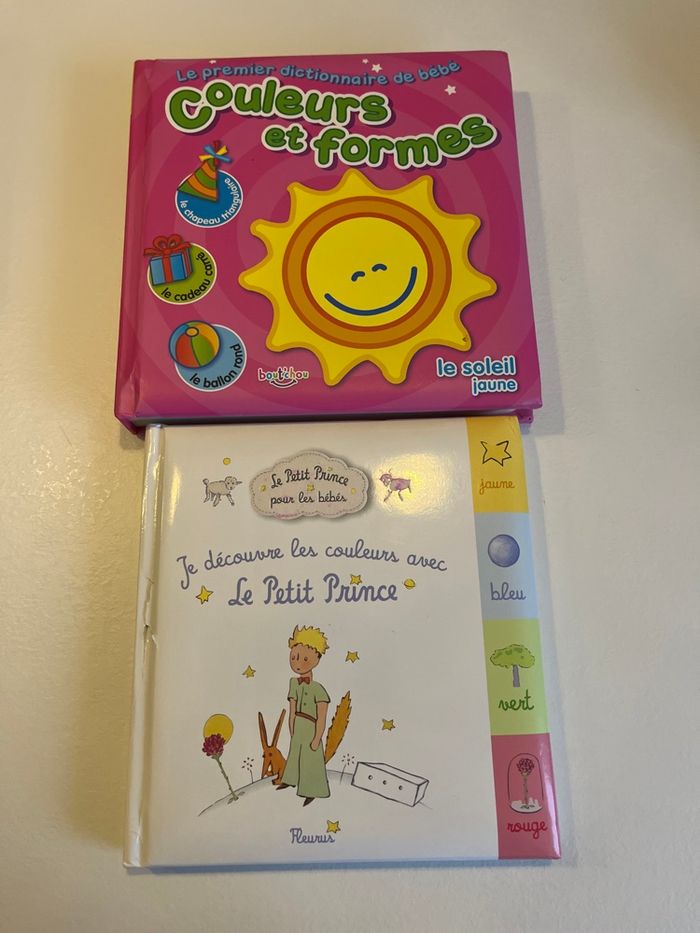 Le premier dictionnaire de bébé
Couleurs
et formes
le chapeau triangulaire
le cadeau carré
le ballon rond
bout'chou
le soleil
jaune
Le Petit Prince
pour les bébés
Je découvre les couleurs avec
Le Petit Prince
Fleurus
jaune
bleu
vert
rouge